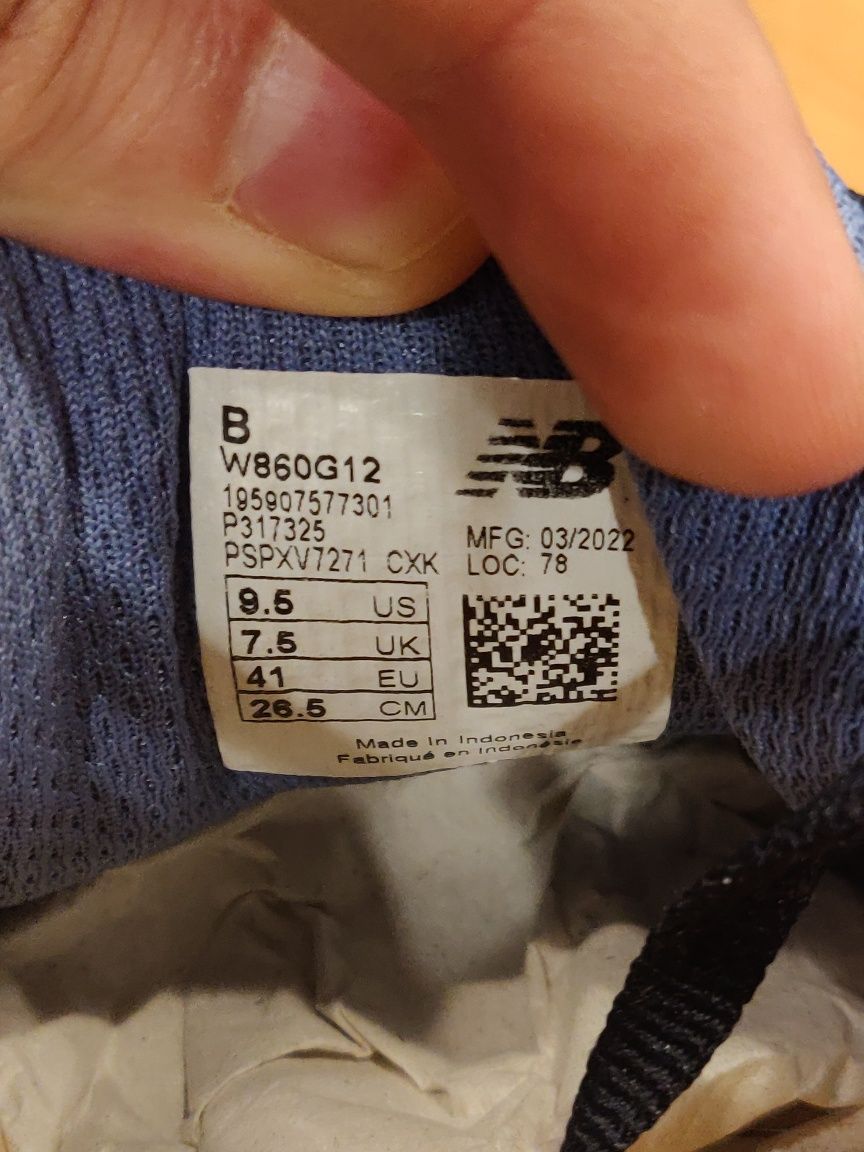 B
W860G12
195907577301
P317325
PSPXV7271 CXK
9.5 US
7.5 UK
41 EU
26.5 CM
NB
MFG: 03/2022
LOC: 78
Made in Indonesia
Fabriqué en Indonésie